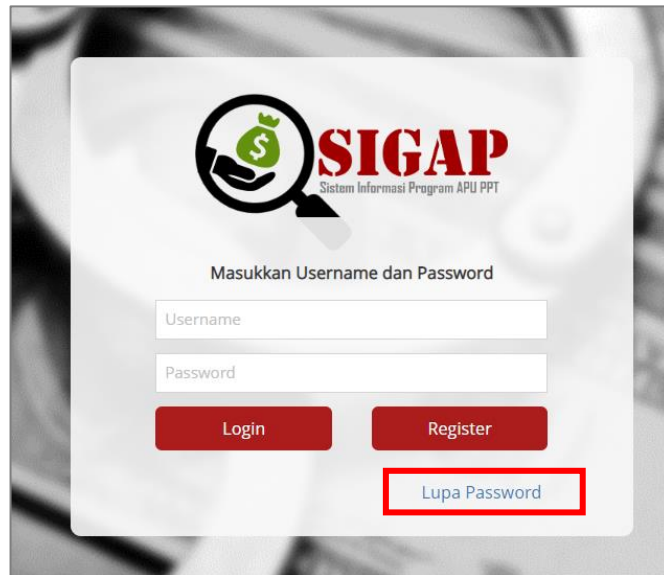 $
SIGAP
Sistem Informasi Program APU PPT
Masukkan Username dan Password
Username
Password
Login
Register
Lupa Password